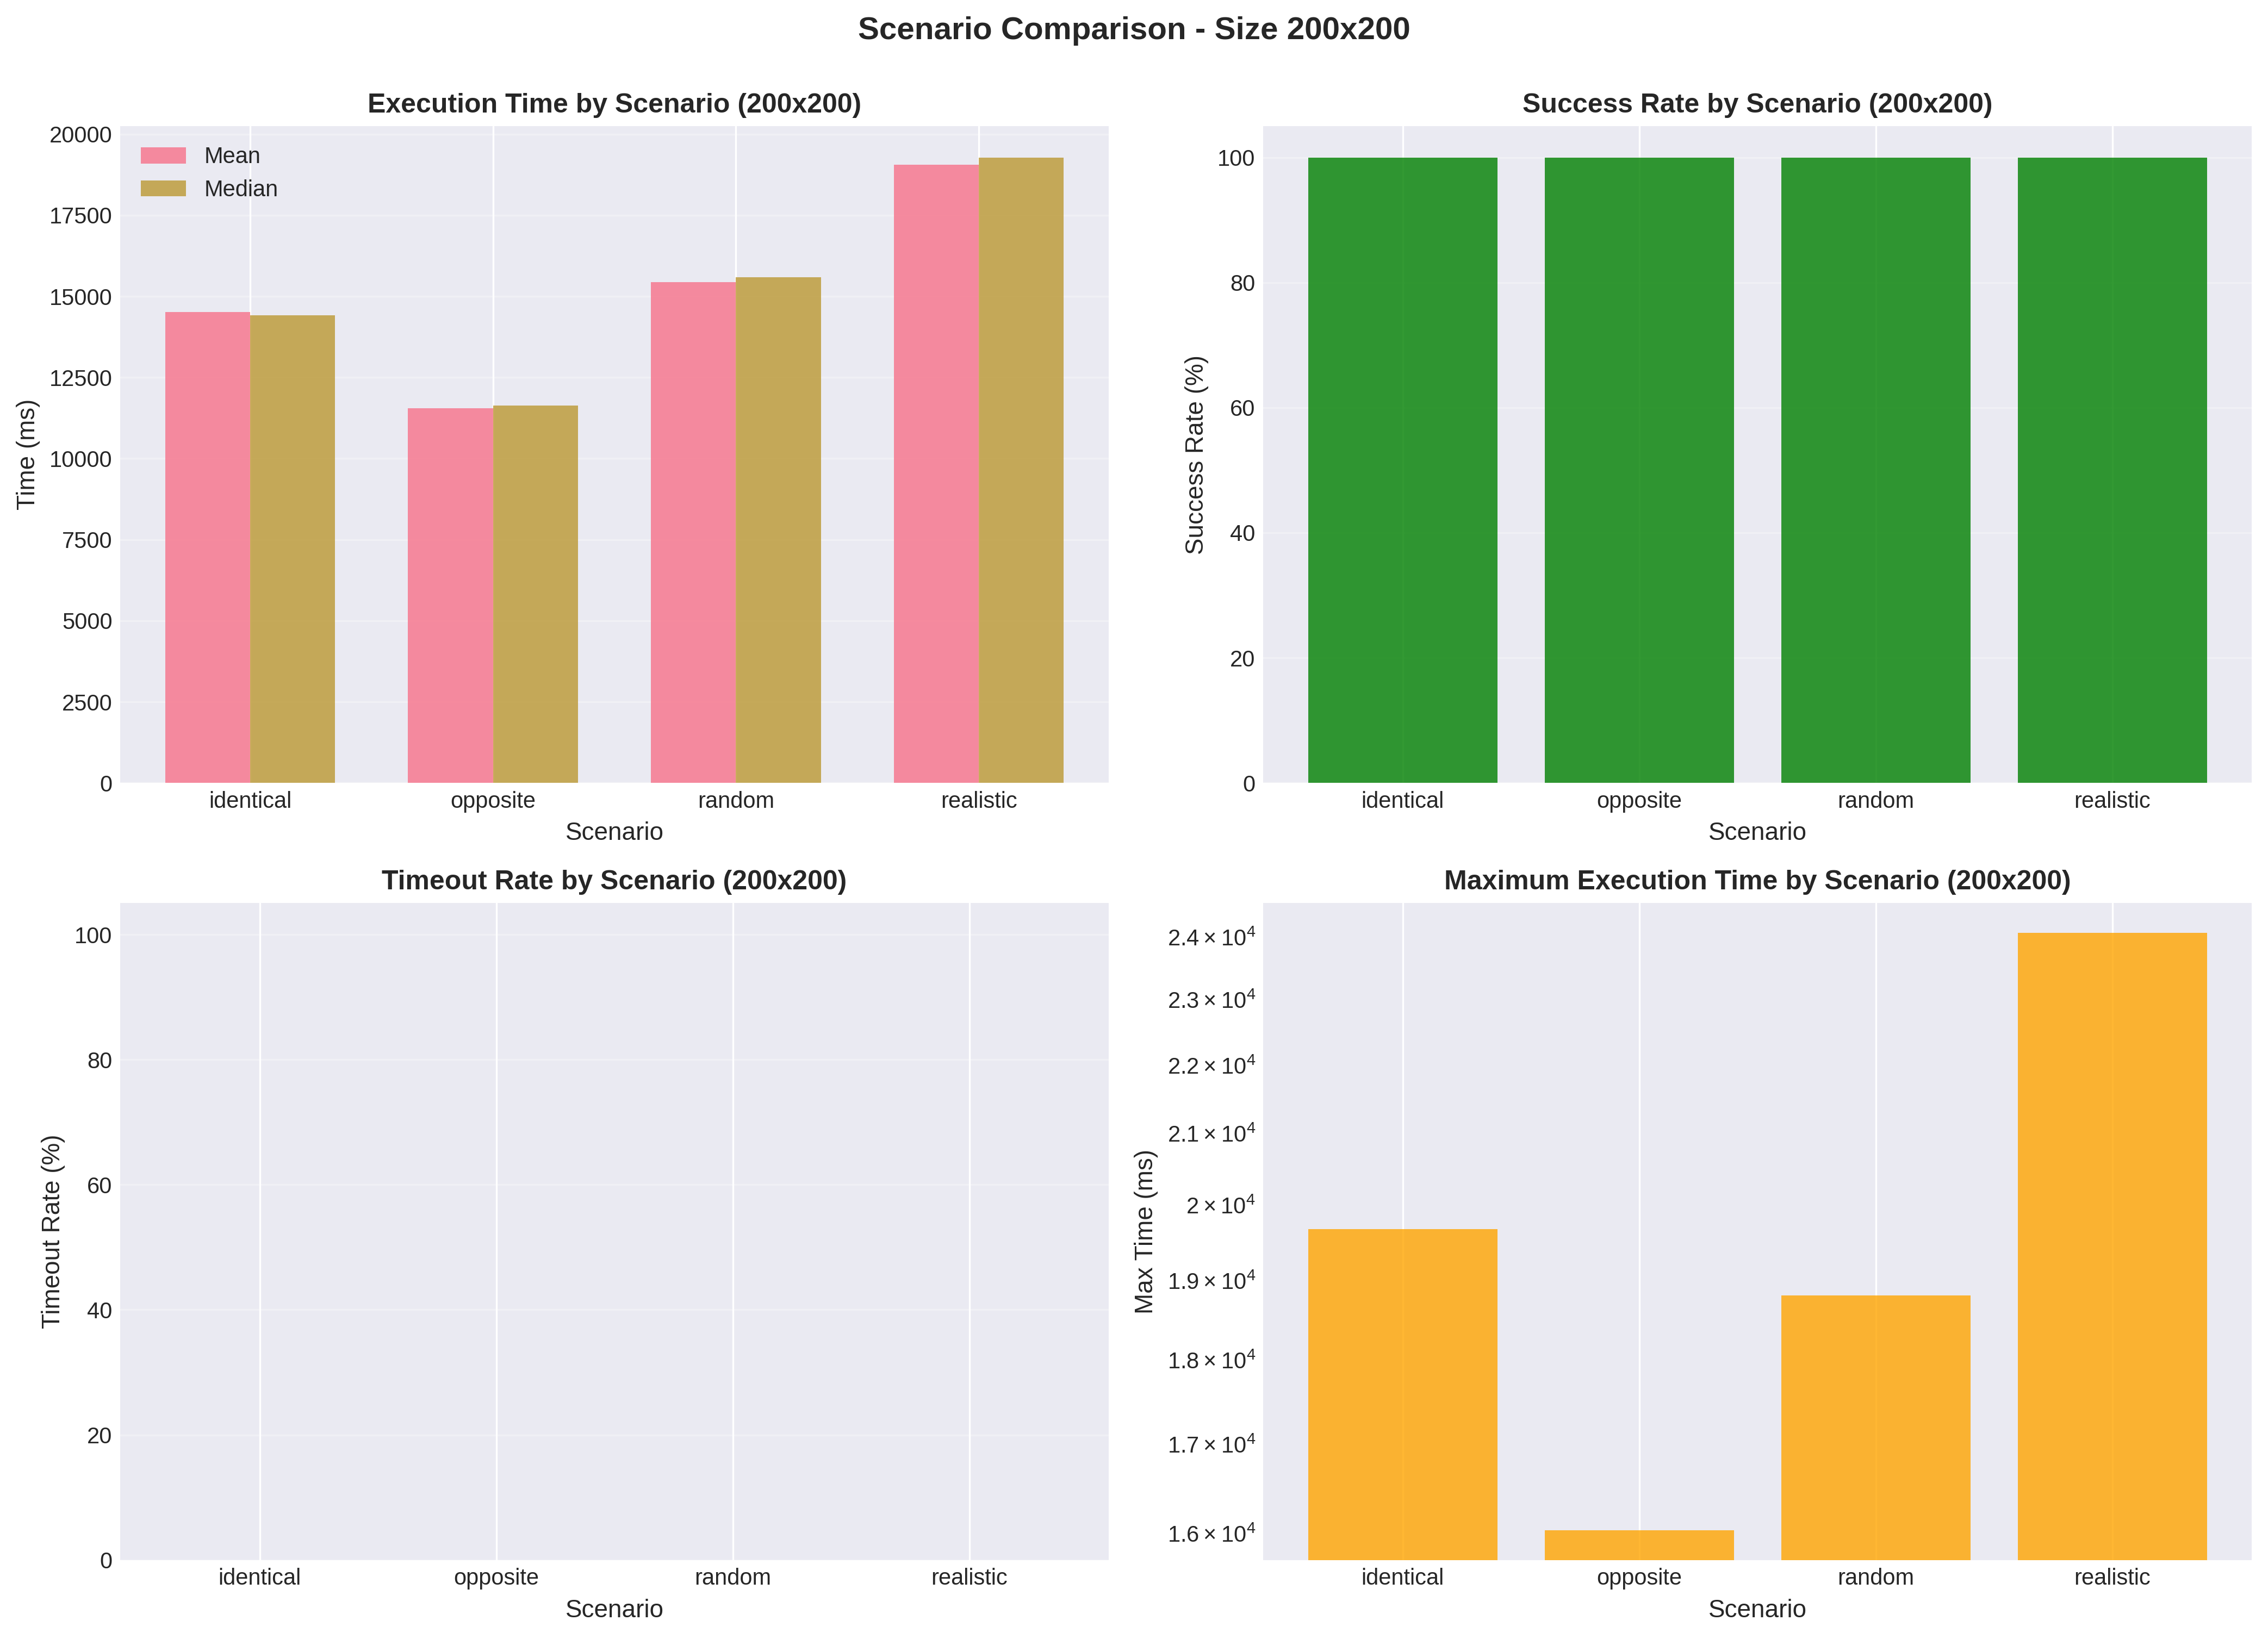 Scenario Comparison - Size 200x200
Execution Time by Scenario (200x200)
Time (ms)
20000
17500
15000
12500
10000
7500
5000
2500
0
Mean
Median
identical opposite random realistic
Scenario
Success Rate by Scenario (200x200)
Success Rate (%)
100
80
60
40
20
0
identical opposite random realistic
Scenario
Timeout Rate by Scenario (200x200)
Timeout Rate (%)
100
80
60
40
20
0
identical opposite random realistic
Scenario
Maximum Execution Time by Scenario (200x200)
Max Time (ms)
2.4 × 10⁴
2.3 × 10⁴
2.2 × 10⁴
2.1 × 10⁴
2 × 10⁴
1.9 × 10⁴
1.8 × 10⁴
1.7 × 10⁴
1.6 × 10⁴
identical opposite random realistic
Scenario